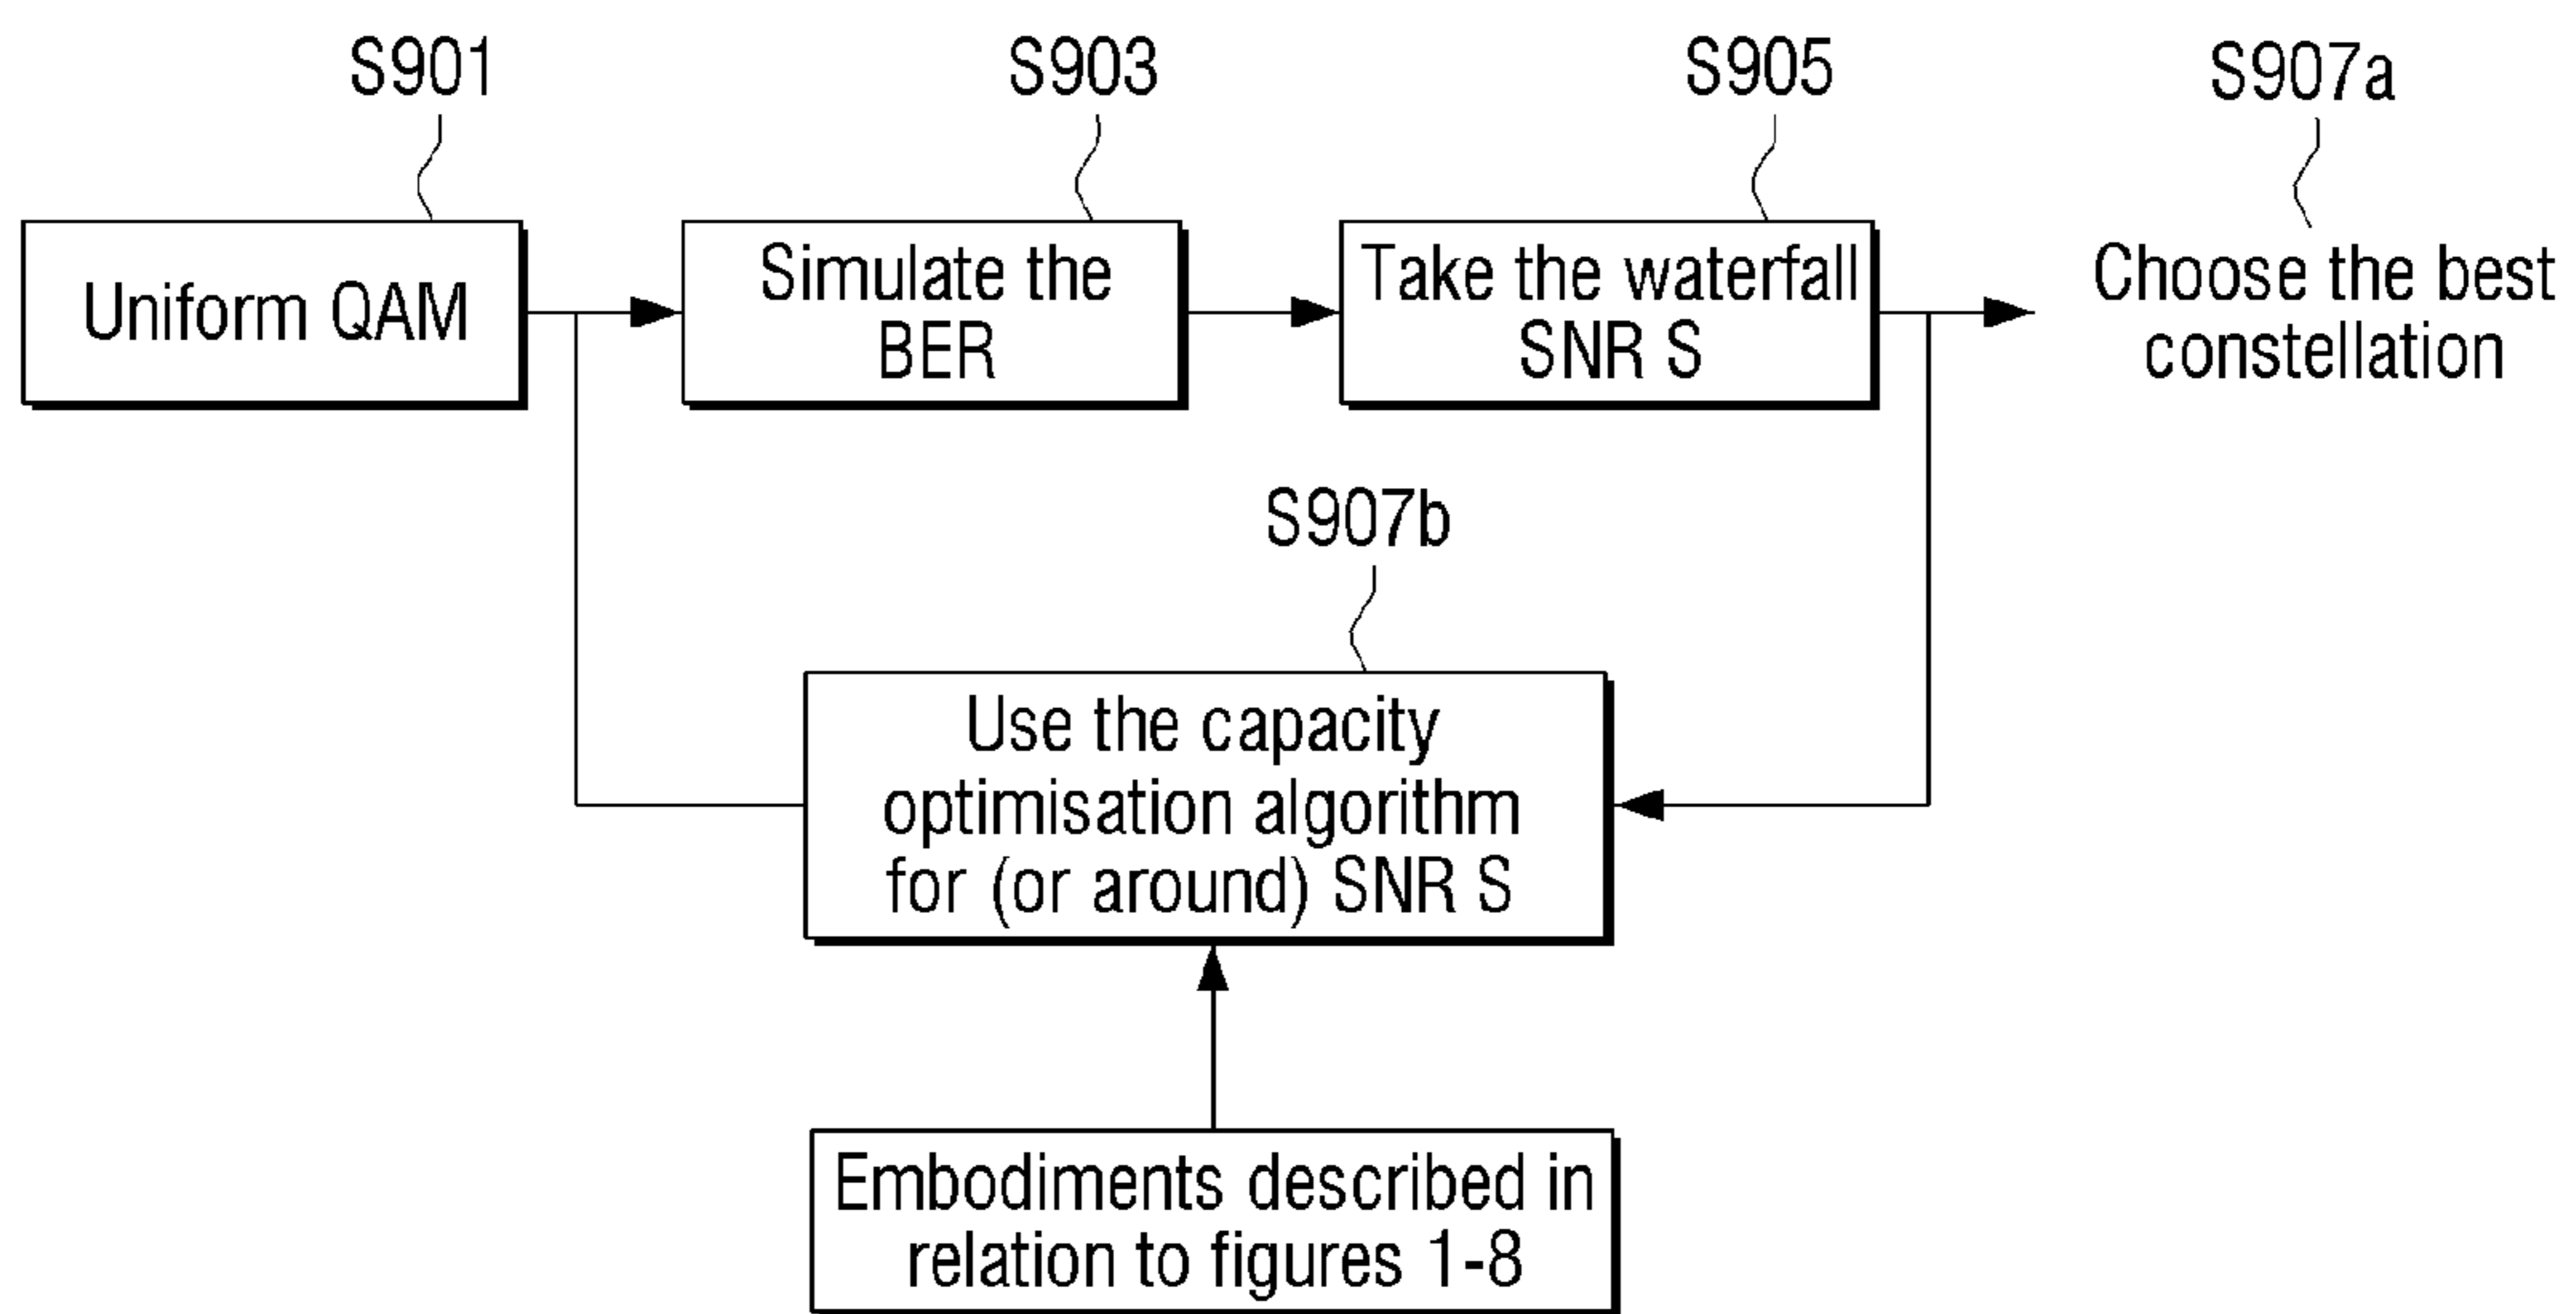 S901
S903
S905
S907a
Uniform QAM
Simulate the
BER
Take the waterfall
SNR S
Choose the best
constellation
S907b
Use the capacity
optimisation algorithm
for (or around) SNR S
Embodiments described in
relation to figures 1-8